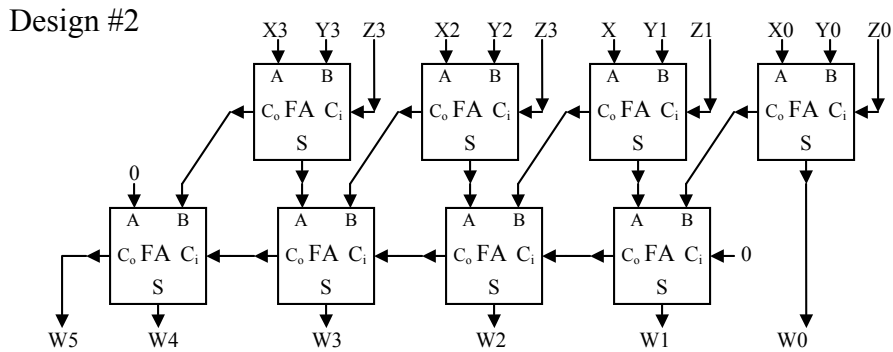 Design #2
X3 Y3 Z3 X2 Y2 Z3 X Y1 Z1 X0 Y0 Z0
A B A B A B A B
Co FA Ci Co FA Ci Co FA Ci Co FA Ci
S S S S
0
A B A B A B A B
Co FA Ci Co FA Ci Co FA Ci Co FA Ci 0
S S S S
W5 W4 W3 W2 W1 W0